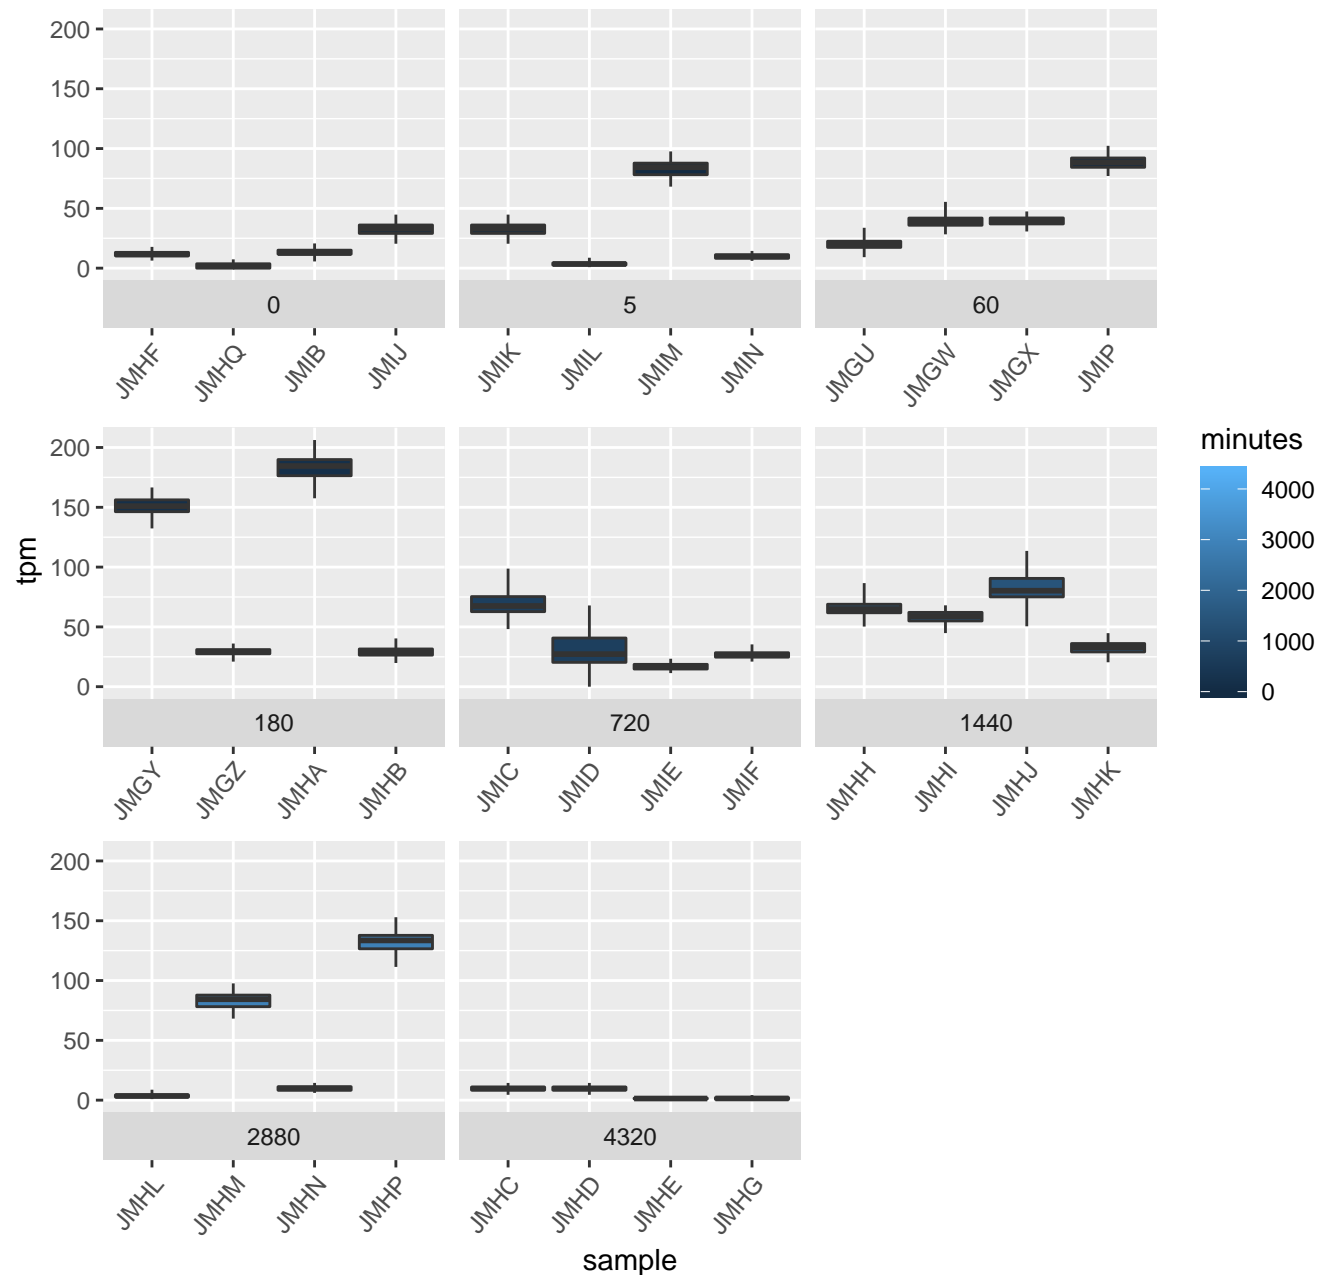 200
150
100
50
0
0
5
60
JMHF
JMHQ
JMIB
JMIJ
JMIK
JMIL
JMIM
JMIN
JMGU
JMGW
JMGX
JMIP
tpm
200
150
100
50
0
180
720
1440
JMGY
JMGZ
JMHA
JMHB
JMIC
JMID
JMIE
JMIF
JMHH
JMHI
JMHJ
JMHK
minutes
4000
3000
2000
1000
0
200
150
100
50
0
2880
4320
JMHL
JMHM
JMHN
JMHP
JMHC
JMHD
JMHE
JMHG
sample